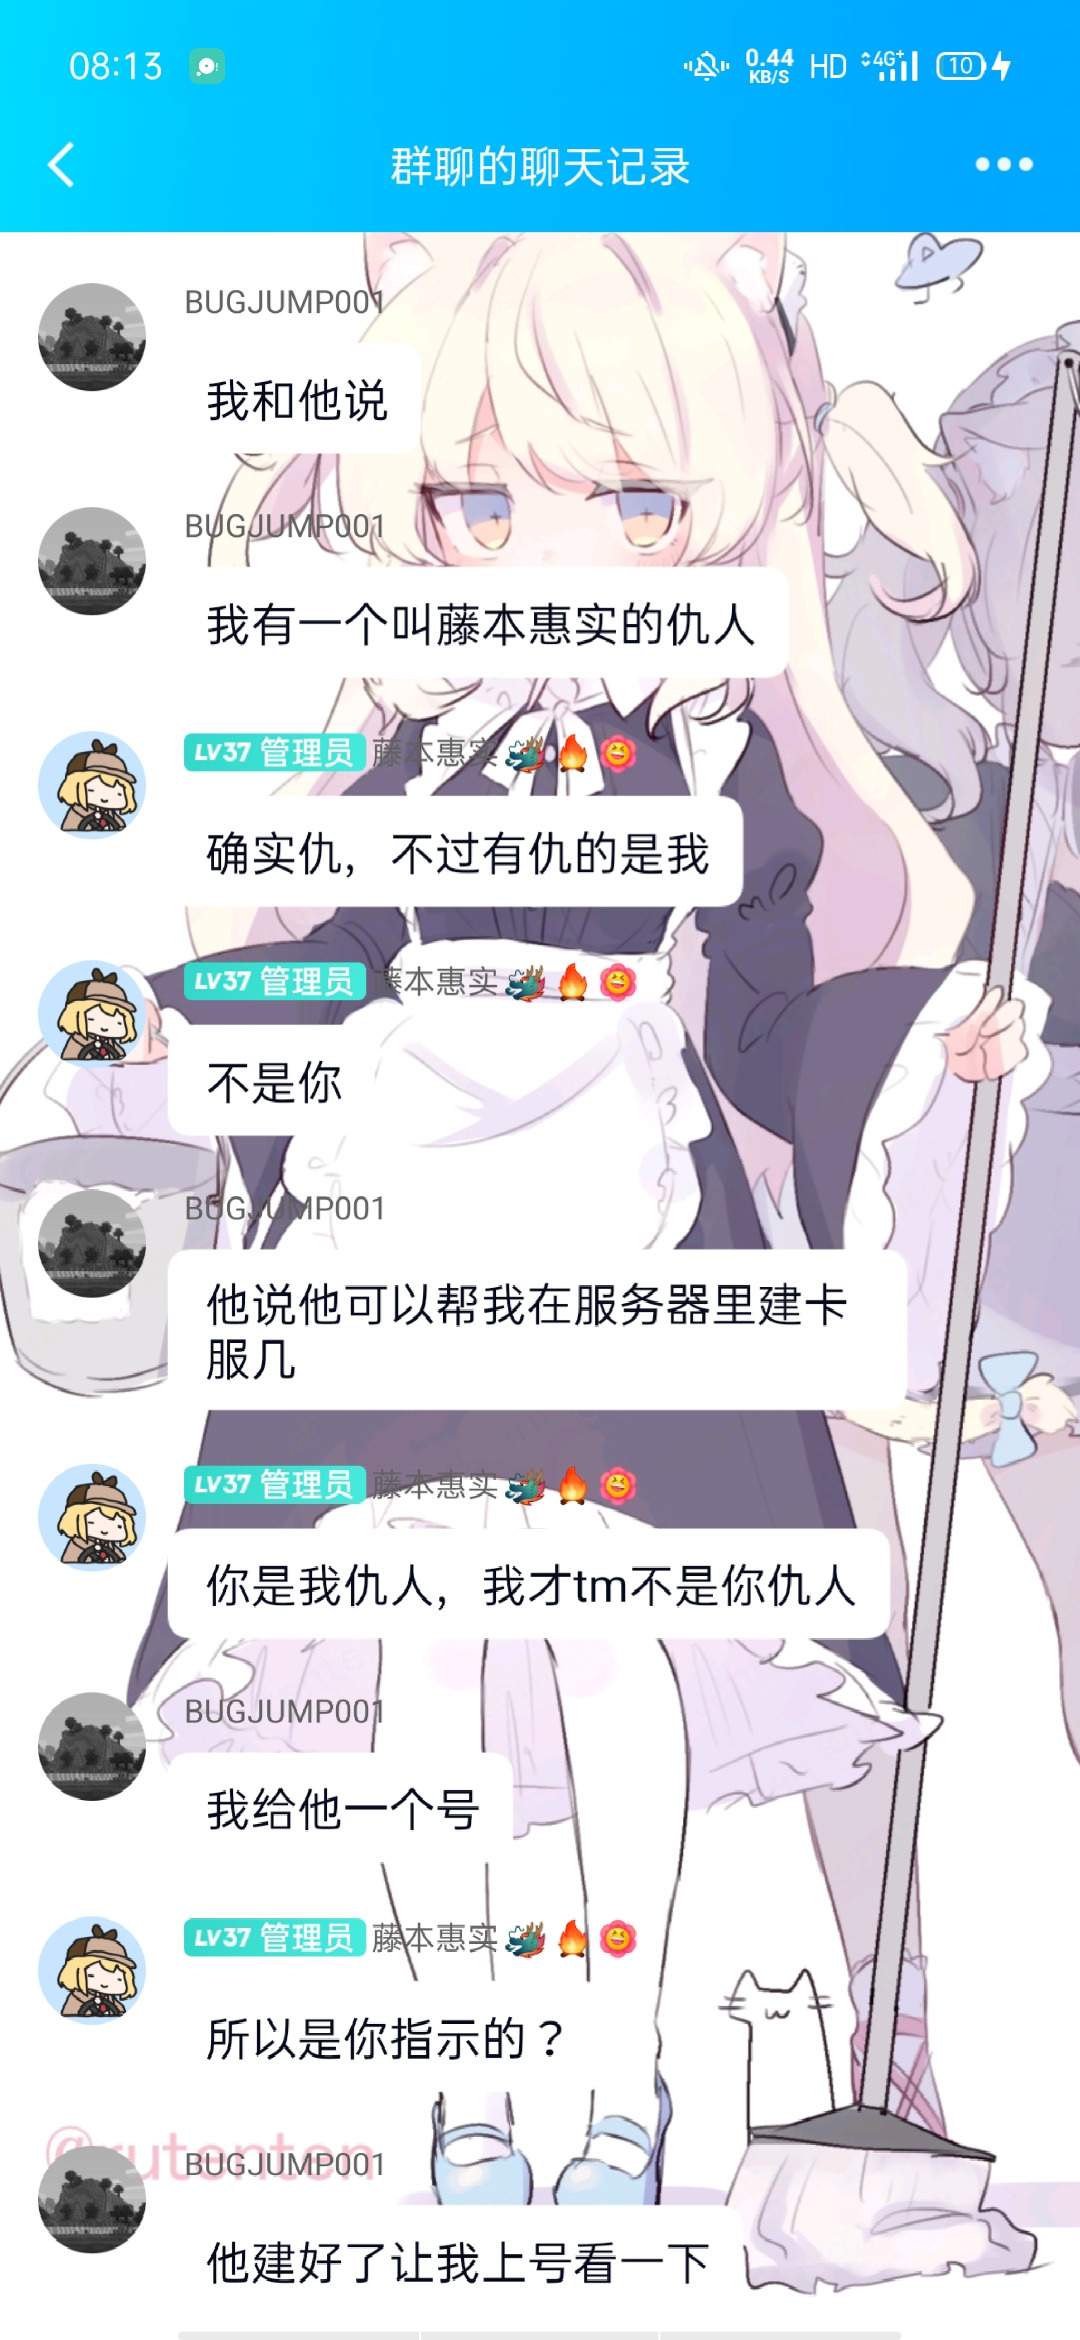 08:13
0.44
KB/S
HD
4G+
10
群聊的聊天记录
BUGJUMP001
我和他说
BUGJUMP001
我有一个叫藤本惠实的仇人
LV37 管理员 藤本惠实🐲🔥
确实仇，不过有仇的是我
LV37 管理员 藤本惠实🐲🔥
不是你
BUGJUMP001
他说他可以帮我在服务器里建卡
服几
LV37 管理员 藤本惠实🐲🔥
你是我仇人，我才tm不是你仇人
BUGJUMP001
我给他一个号
LV37 管理员 藤本惠实🐲🔥
所以是你指示的？
@rutenten
BUGJUMP001
他建好了让我上号看一下